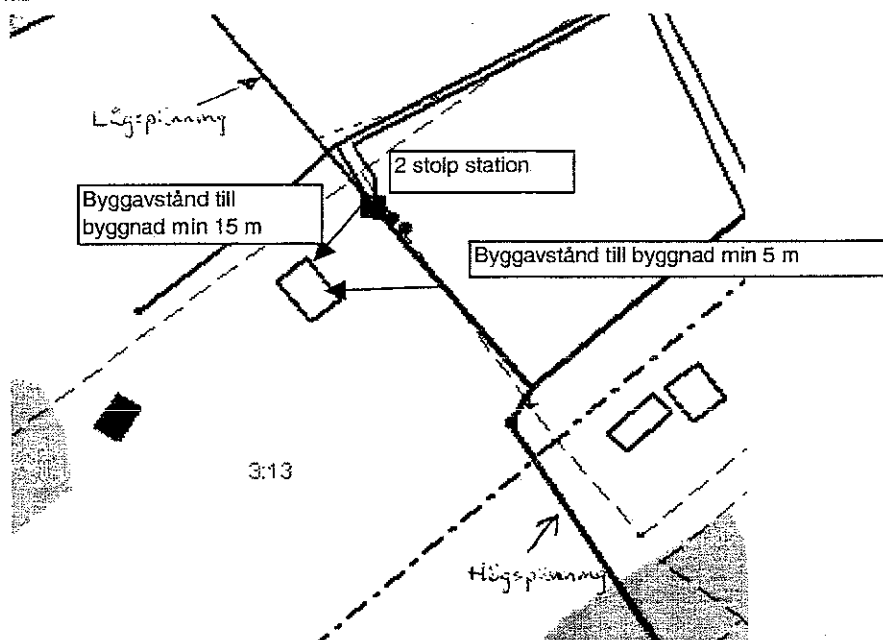 Lågspänning
2 stolp station
Byggavstånd till
byggnad min 15 m
Byggavstånd till byggnad min 5 m
3:13
Högspänning